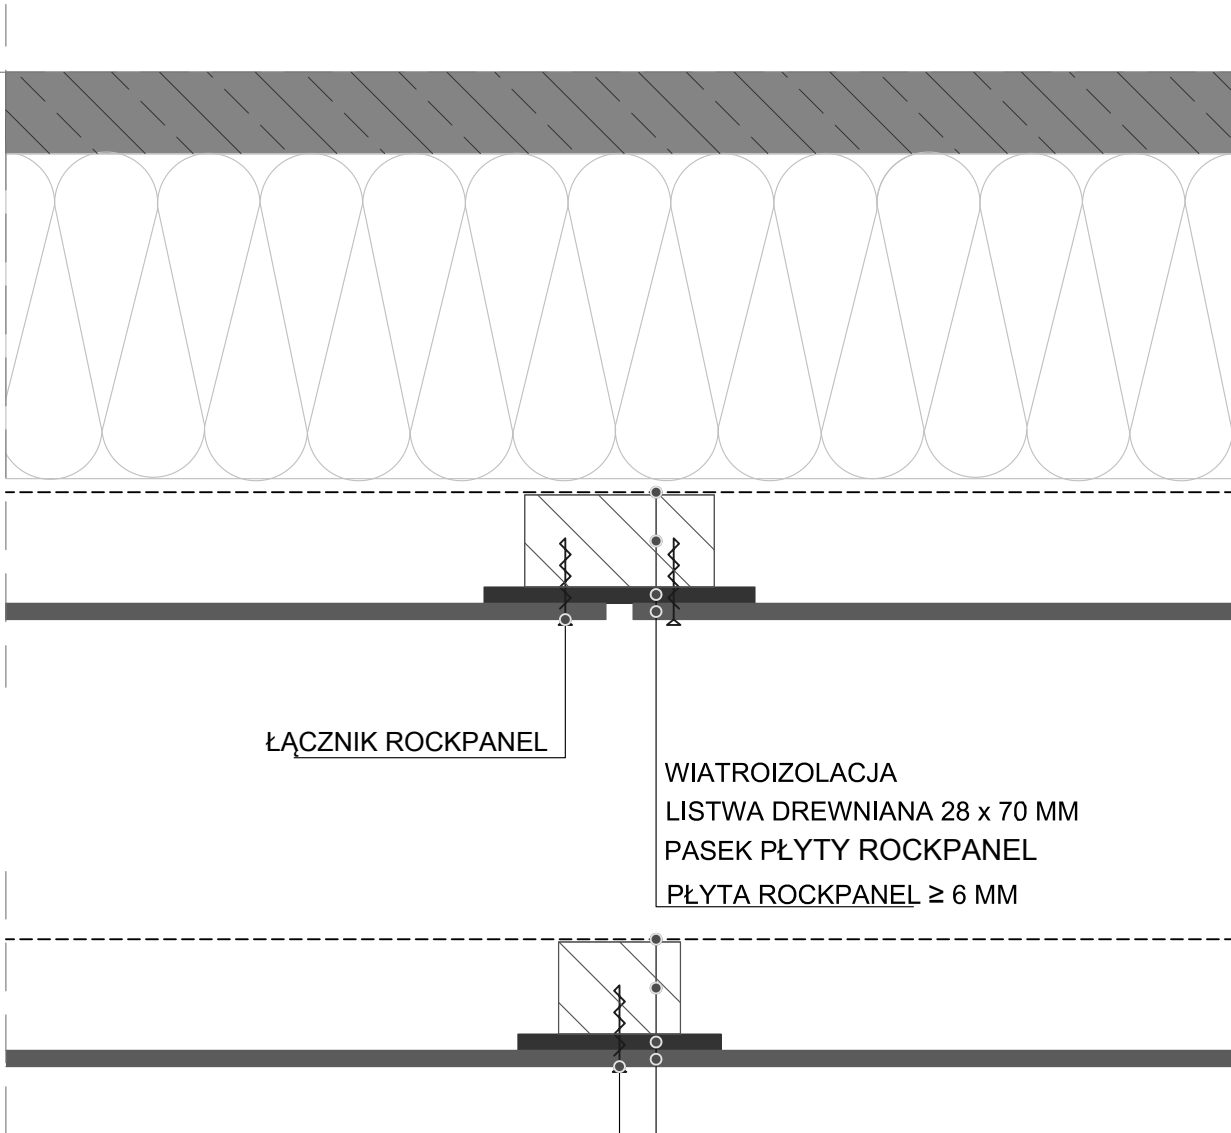 ŁĄCZNIK ROCKPANEL
WIATROIZOLACJA
LISTWA DREWNIANA 28 x 70 MM
PASEK PŁYTY ROCKPANEL
PŁYTA ROCKPANEL ≥ 6 MM